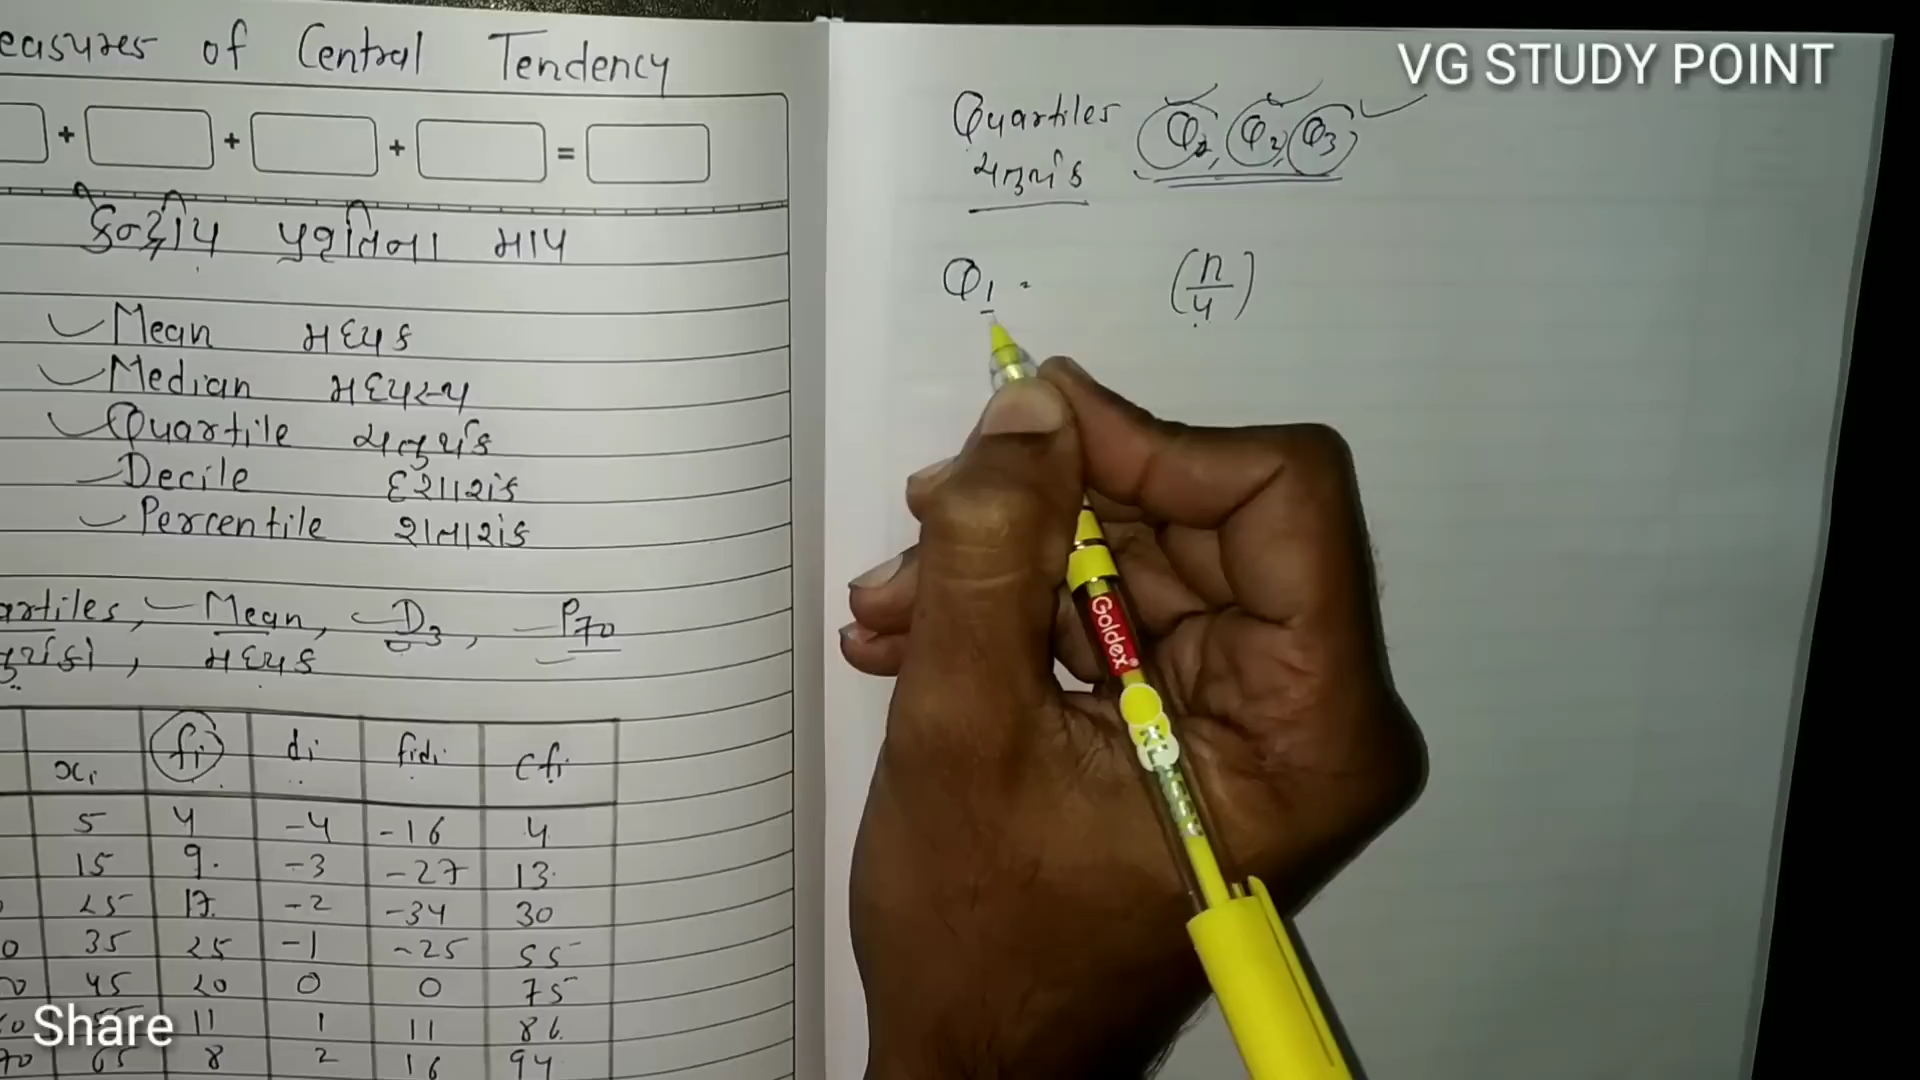 easures of Central Tendency
+ + + =
કેન્દ્રીય પ્રવૃત્તિના માપ
Mean મધ્યક
Median મધ્યસ્થ
Quartile ચતુર્થક
Decile દશાંશક
Percentile શતાંશક
artiles, Mean, D3, P70
મધ્યક
xi fi di fidi cfi
5 4 -4 -16 4
15 9. -3 -27 13
25 17. -2 -34 30
0 35 25 -1 -25 55
45 20 0 0 75
11 1 11 86
70 65 8 2 16 94
Share
VG STUDY POINT
Quartiles Q1, Q2, Q3
ચતુર્થક
Q1 = (n/4)
Goldex